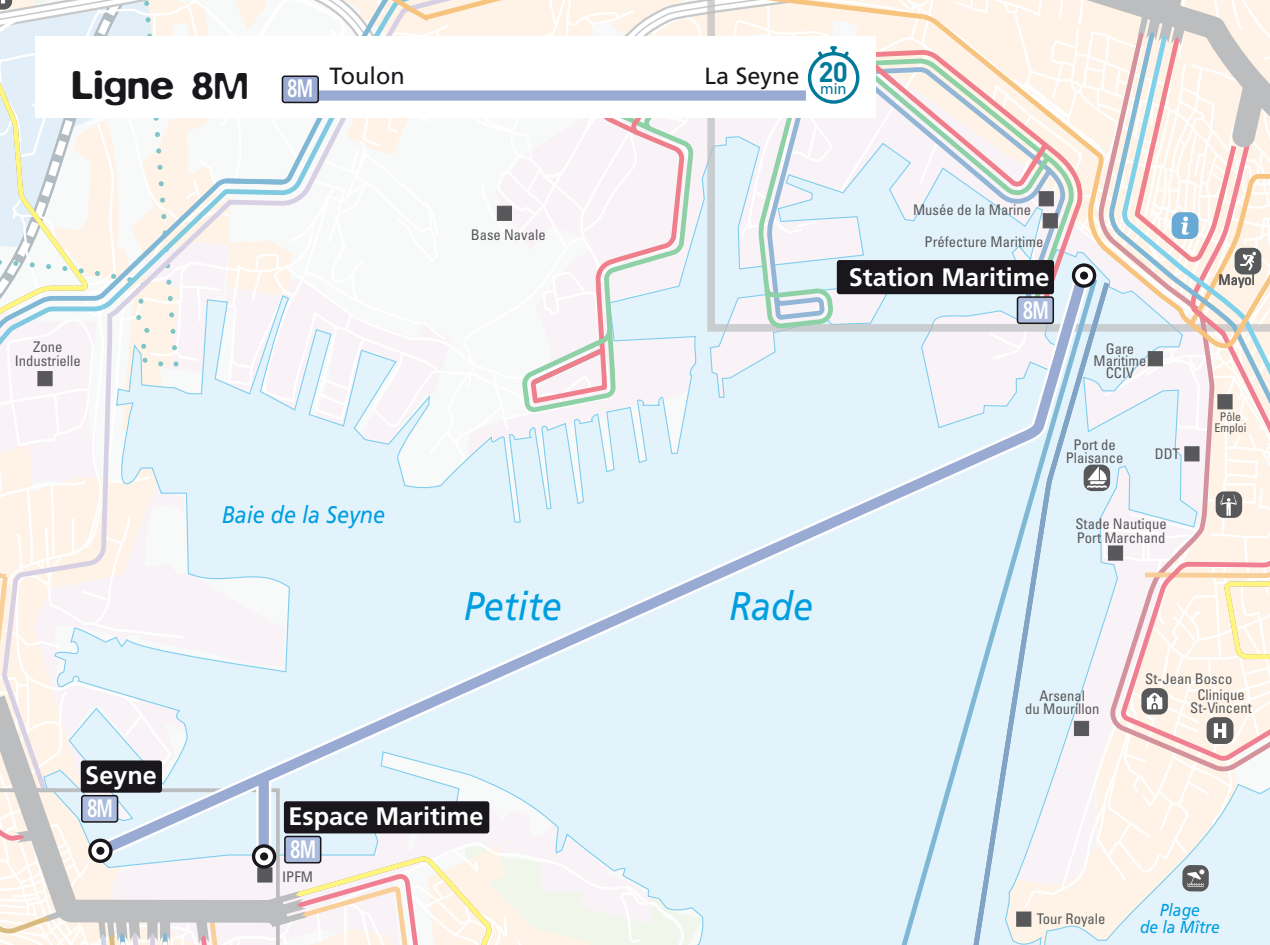 Ligne 8M
8M
Toulon
La Seyne
20
min
Musée de la Marine
Préfecture Maritime
Base Navale
Station Maritime
8M
i
Mayol
Zone
Industrielle
Gare
Maritime
CCIV
Pôle
Emploi
Port de
Plaisance
DDT
Baie de la Seyne
Stade Nautique
Port Marchand
Petite Rade
St-Jean Bosco
Clinique
St-Vincent
H
Arsenal
du Mourillon
Seyne
8M
Espace Maritime
8M
IPFM
Tour Royale
Plage
de la Mître